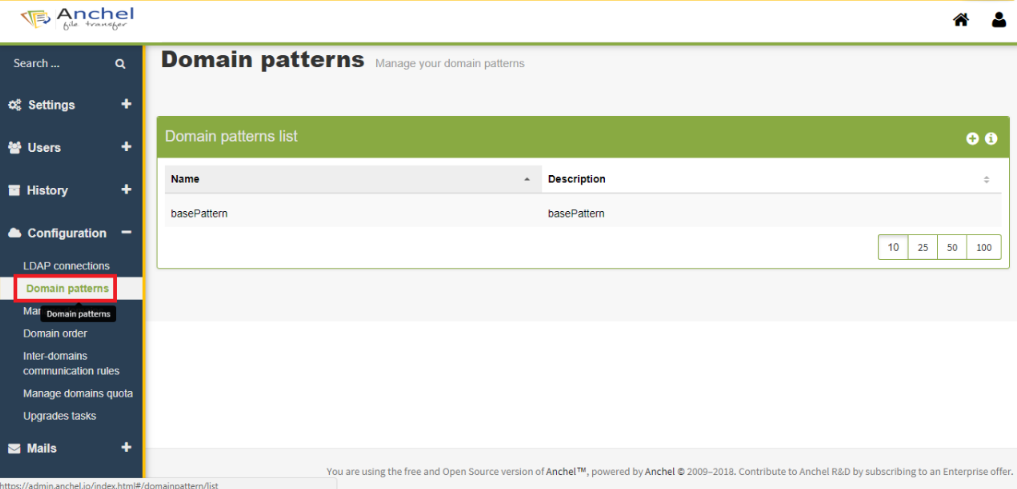 Anchel
file transfer
Search ...
Domain patterns Manage your domain patterns
Settings
Users
History
Configuration
LDAP connections
Domain patterns
Domain patterns
Domain order
Inter-domains
communication rules
Manage domains quota
Upgrades tasks
Mails
Domain patterns list
Name Description
basePattern basePattern
10 25 50 100
You are using the free and Open Source version of Anchel™, powered by Anchel © 2009–2018. Contribute to Anchel R&D by subscribing to an Enterprise offer.
https://admin.anchel.io/index.html#/domainpattern/list